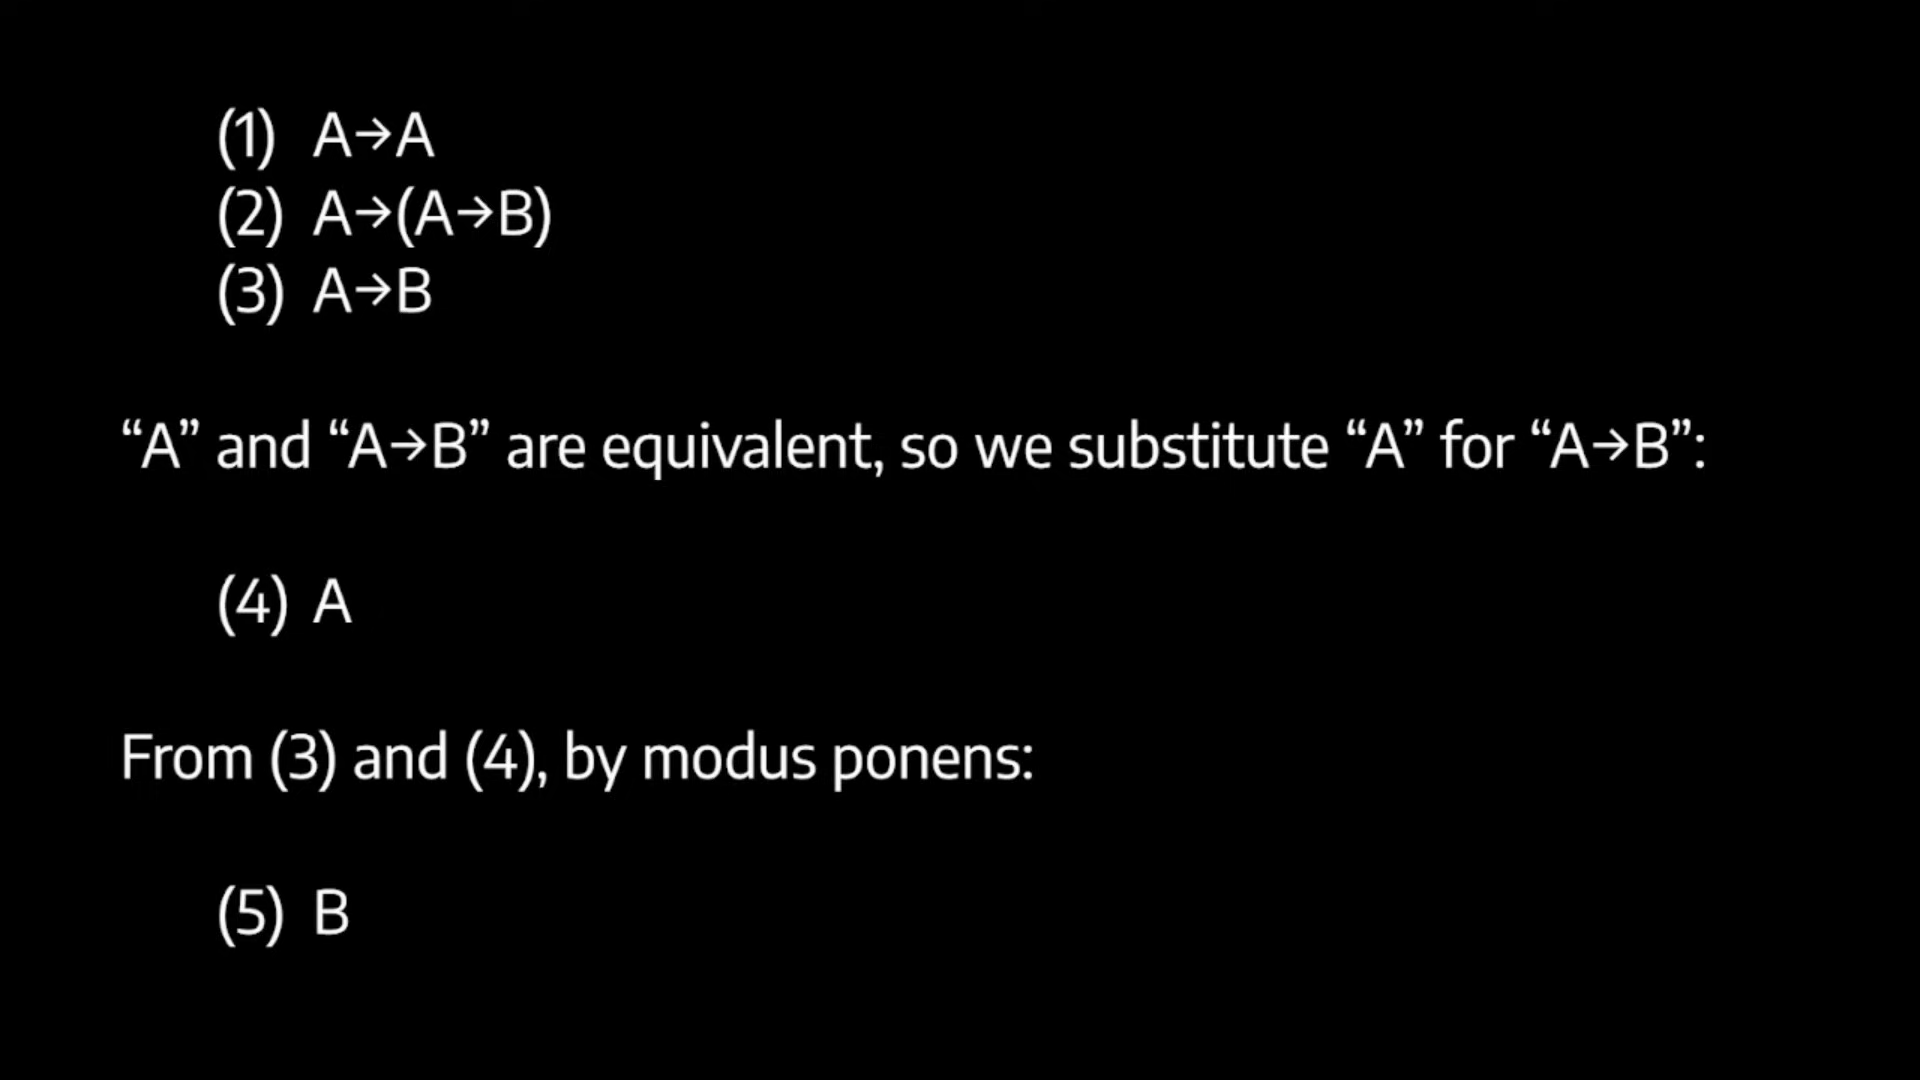 (1) A→A
(2) A→(A→B)
(3) A→B
“A” and “A→B” are equivalent, so we substitute “A” for “A→B”:
(4) A
From (3) and (4), by modus ponens:
(5) B